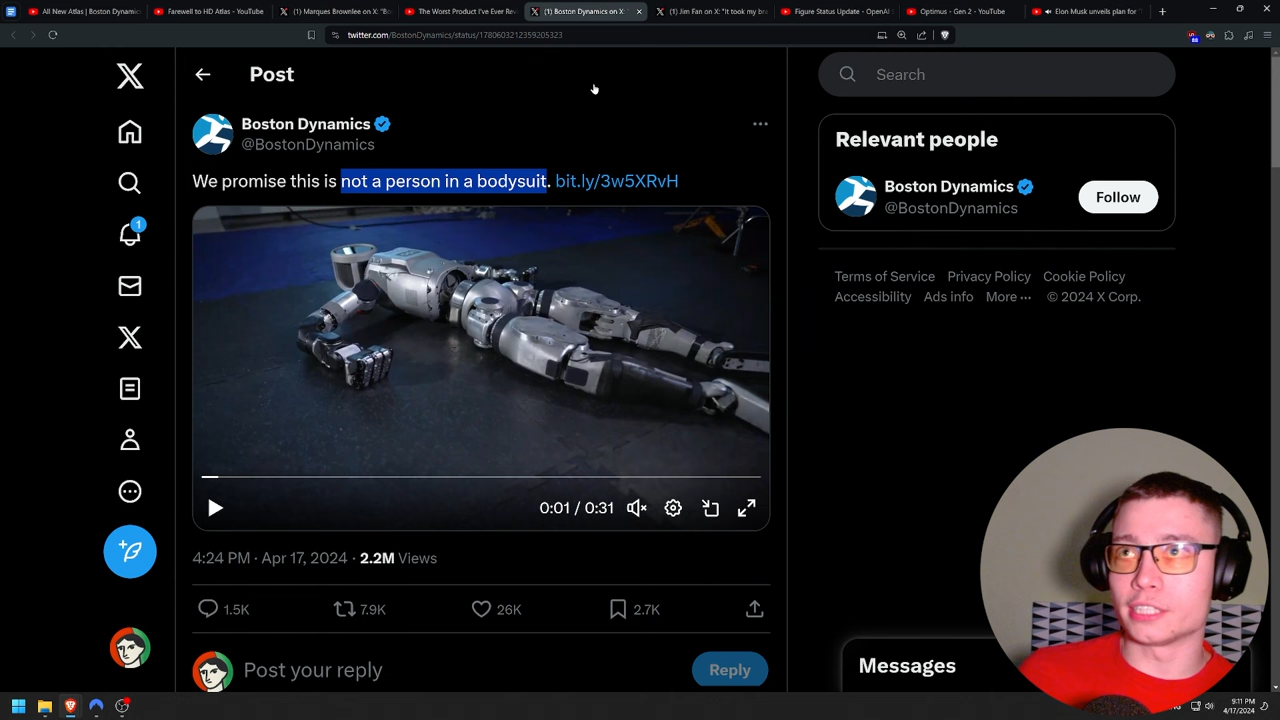 All New Atlas | Boston Dynamic
Farewell to HD Atlas - YouTube
(1) Marques Brownlee on X: "Bo
The Worst Product I've Ever Rev
(1) Boston Dynamics on X
(1) Jim Fan on X: "It took my br
Figure Status Update - OpenAI
Optimus - Gen 2 - YouTube
Elon Musk unveils plan for "
twitter.com/BostonDynamics/status/1780603212359205323
Post
Search
Boston Dynamics
@BostonDynamics
We promise this is not a person in a bodysuit. bit.ly/3w5XRvH
0:01 / 0:31
4:24 PM · Apr 17, 2024 · 2.2M Views
1.5K
7.9K
26K
2.7K
Post your reply
Reply
Relevant people
Boston Dynamics
@BostonDynamics
Follow
Terms of Service Privacy Policy Cookie Policy
Accessibility Ads info More ··· © 2024 X Corp.
1
Messages
9:11 PM
4/17/2024